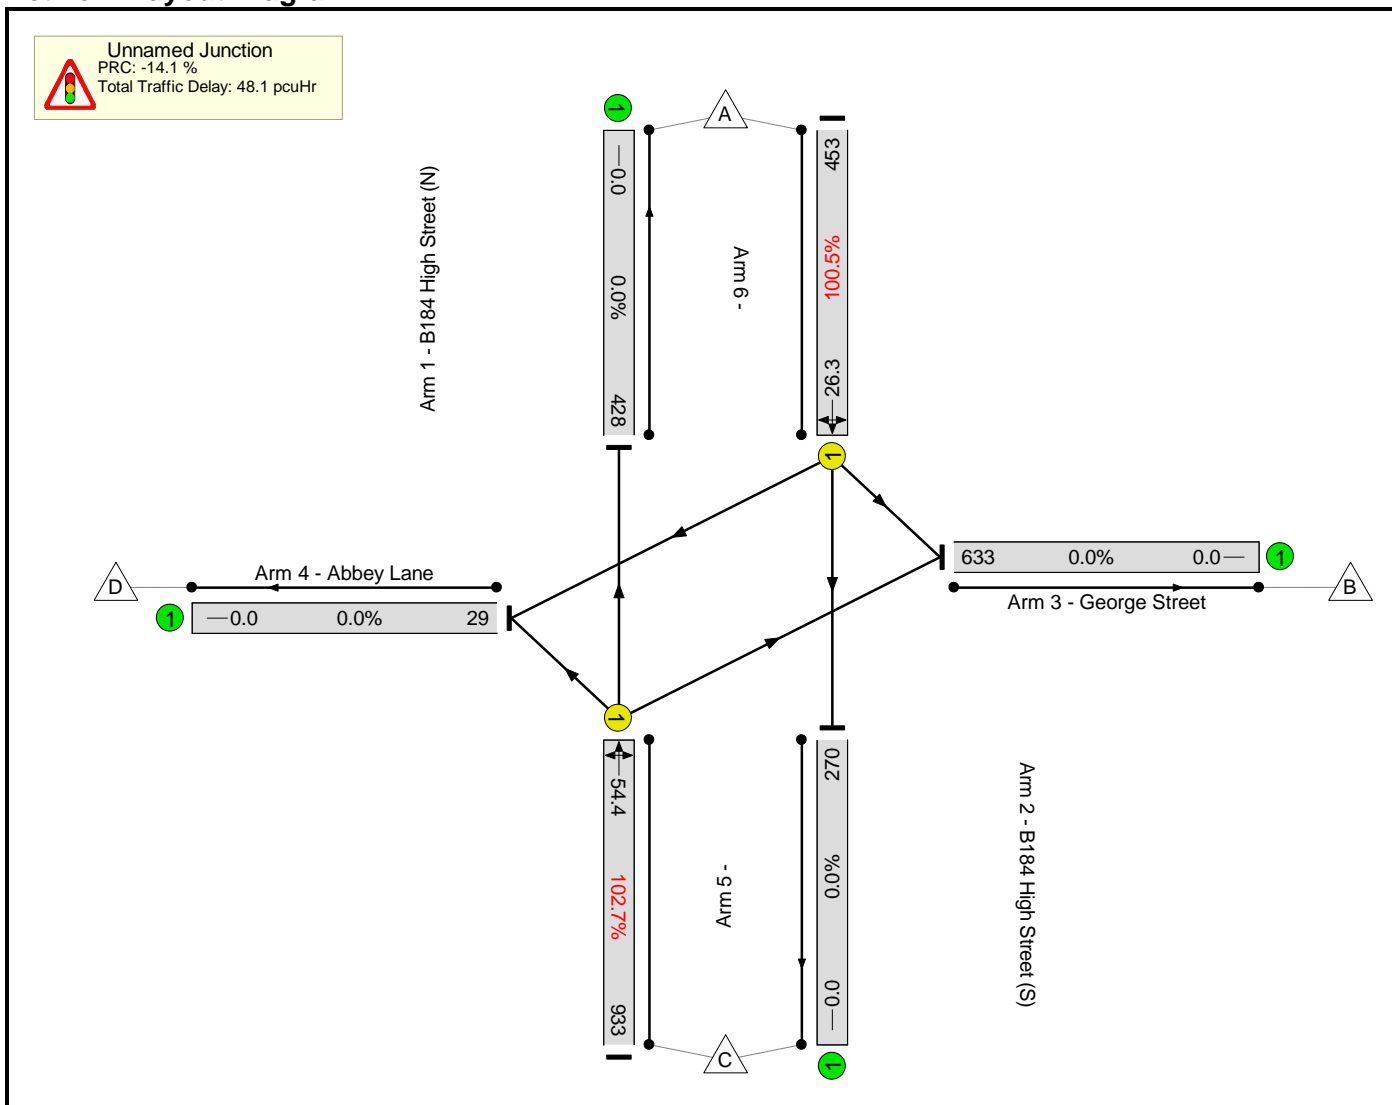 Unnamed Junction
PRC: -14.1 %
Total Traffic Delay: 48.1 pcuHr
1
A
453
100.5%
26.3
0.0
0.0%
428
Arm 1 - B184 High Street (N)
Arm 6 -
1
D
Arm 4 - Abbey Lane
1
0.0 0.0% 29
633 0.0% 0.0
1
B
Arm 3 - George Street
1
54.4
102.7%
933
Arm 5 -
270
0.0%
0.0
Arm 2 - B184 High Street (S)
C
1